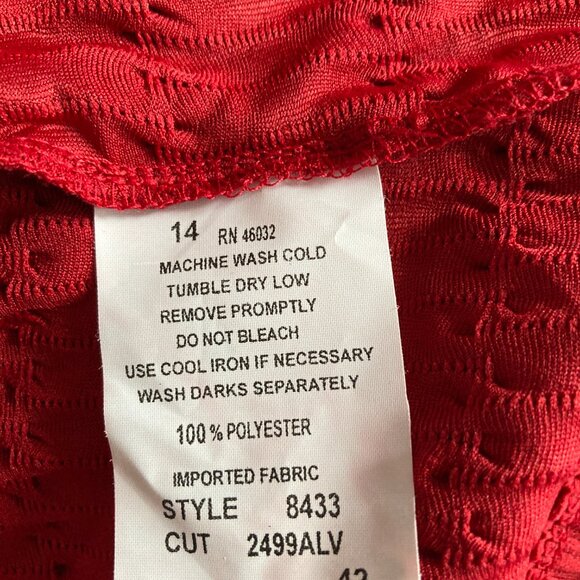 14 RN 46032
MACHINE WASH COLD
TUMBLE DRY LOW
REMOVE PROMPTLY
DO NOT BLEACH
USE COOL IRON IF NECESSARY
WASH DARKS SEPARATELY
100 % POLYESTER
IMPORTED FABRIC
STYLE 8433
CUT 2499ALV